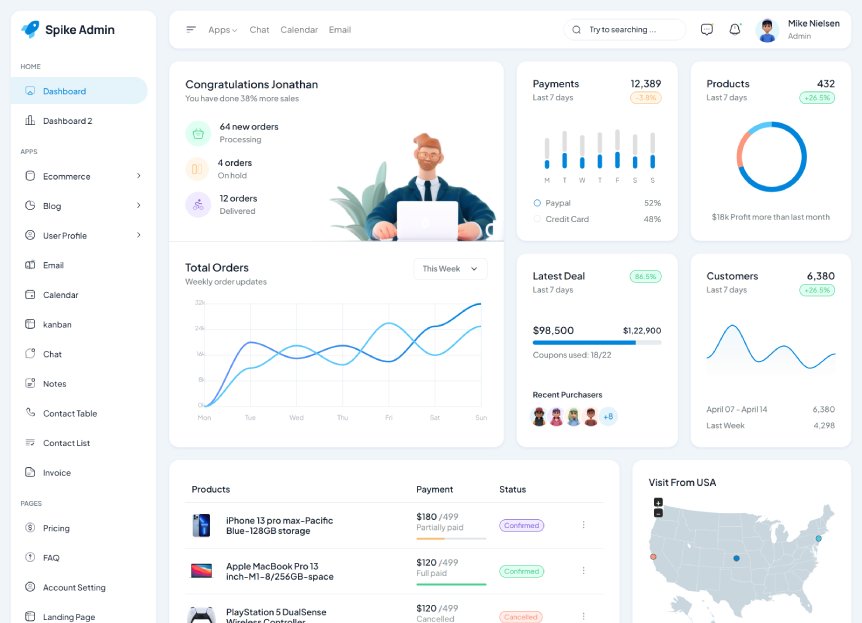 Spike Admin
Apps
Chat
Calendar
Email
Try to searching ...
Mike Nielsen
Admin
HOME
Dashboard
Dashboard 2
APPS
Ecommerce
Blog
User Profile
Email
Calendar
kanban
Chat
Notes
Contact Table
Contact List
Invoice
PAGES
Pricing
FAQ
Account Setting
Landing Page
Congratulations Jonathan
You have done 38% more sales
64 new orders
Processing
4 orders
On hold
12 orders
Delivered
Payments 12,389
Last 7 days -3.8%
M T W T F S S
Paypal 52%
Credit Card 48%
Products 432
Last 7 days +26.5%
$18k Profit more than last month
Total Orders
Weekly order updates
This Week
32k
24k
16k
8k
0k
Mon Tue Wed Thu Fri Sat Sun
Latest Deal 86.5%
Last 7 days
$98,500 $1,22,900
Coupons used: 18/22
Recent Purchasers
+8
Customers 6,380
Last 7 days +26.5%
April 07 - April 14 6,380
Last Week 4,298
Products Payment Status
iPhone 13 pro max-Pacific
Blue-128GB storage
$180 /499
Partially paid
Confirmed
Apple MacBook Pro 13
inch-M1-8/256GB-space
$120 /499
Full paid
Confirmed
PlayStation 5 DualSense
Wireless Controller
$120 /499
Cancelled
Cancelled
Visit From USA
+
-